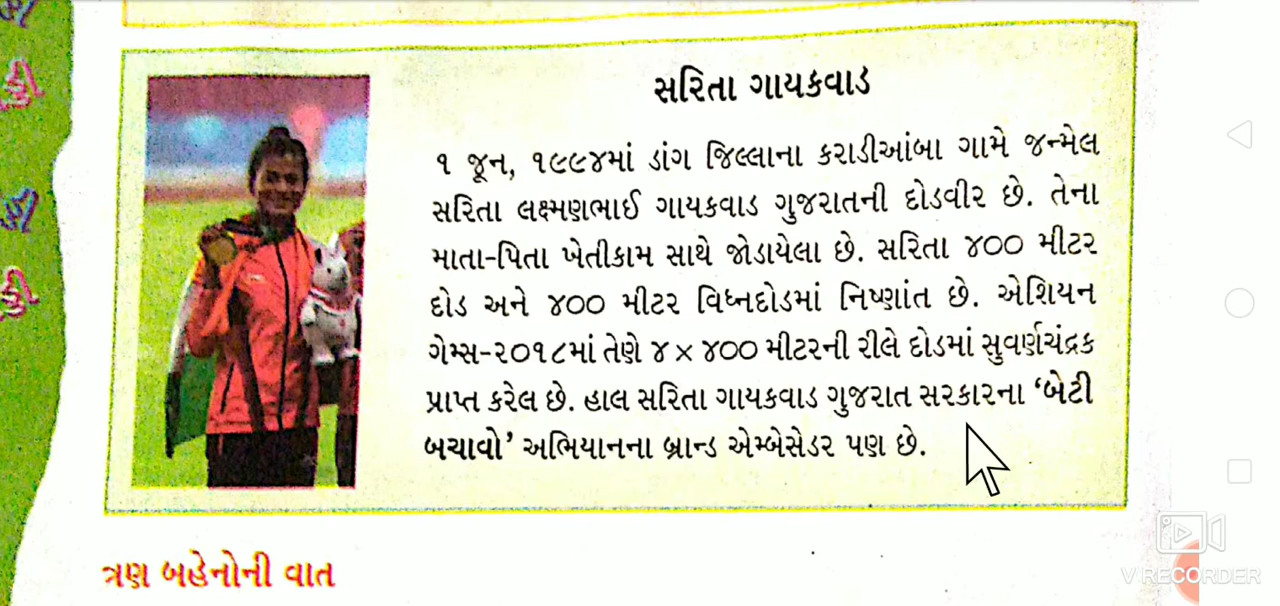 સરિતા ગાયકવાડ
૧ જૂન, ૧૯૯૪માં ડાંગ જિલ્લાના કરાડીઆંબા ગામે જન્મેલ
સરિતા લક્ષ્મણભાઈ ગાયકવાડ ગુજરાતની દોડવીર છે. તેના
માતા-પિતા ખેતીકામ સાથે જોડાયેલા છે. સરિતા ૪૦૦ મીટર
દોડ અને ૪૦૦ મીટર વિઘ્નદોડમાં નિષ્ણાંત છે. એશિયન
ગેમ્સ-૨૦૧૮માં તેણે ૪ × ૪૦૦ મીટરની રીલે દોડમાં સુવર્ણચંદ્રક
પ્રાપ્ત કરેલ છે. હાલ સરિતા ગાયકવાડ ગુજરાત સરકારના ‘બેટી
બચાવો’ અભિયાનના બ્રાન્ડ એમ્બેસેડર પણ છે.
ત્રણ બહેનોની વાત
V RECORDER